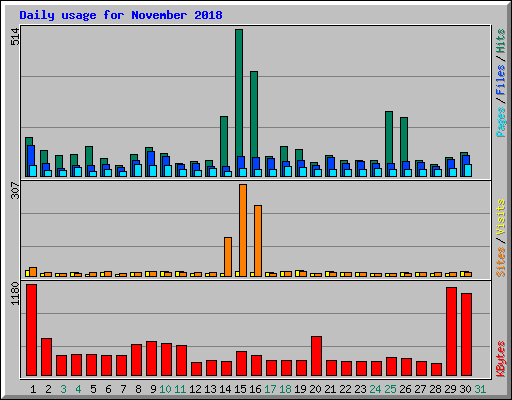 Daily usage for November 2018
514
Pages / Files / Hits
307
Sites / Visits
1180
KBytes
1 2 3 4 5 6 7 8 9 10 11 12 13 14 15 16 17 18 19 20 21 22 23 24 25 26 27 28 29 30 31